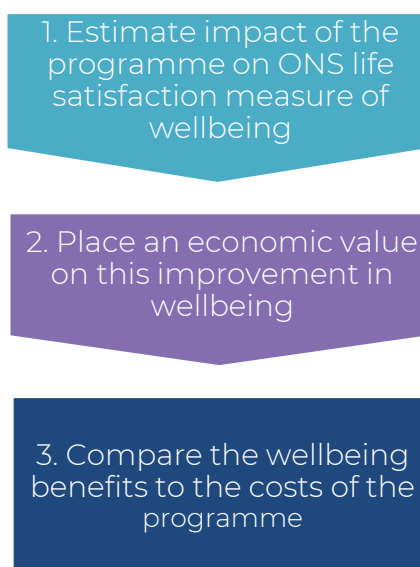 1. Estimate impact of the
programme on ONS life
satisfaction measure of
wellbeing
2. Place an economic value
on this improvement in
wellbeing
3. Compare the wellbeing
benefits to the costs of the
programme